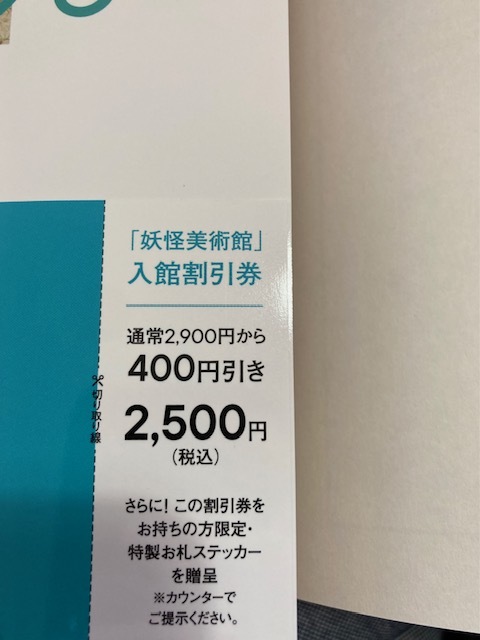 「妖怪美術館」
入館割引券
通常2,900円から
400円引き
2,500円
(税込)
さらに!この割引券を
お持ちの方限定・
特製お札ステッカー
を贈呈
※カウンターで
ご提示ください。
切り取り線